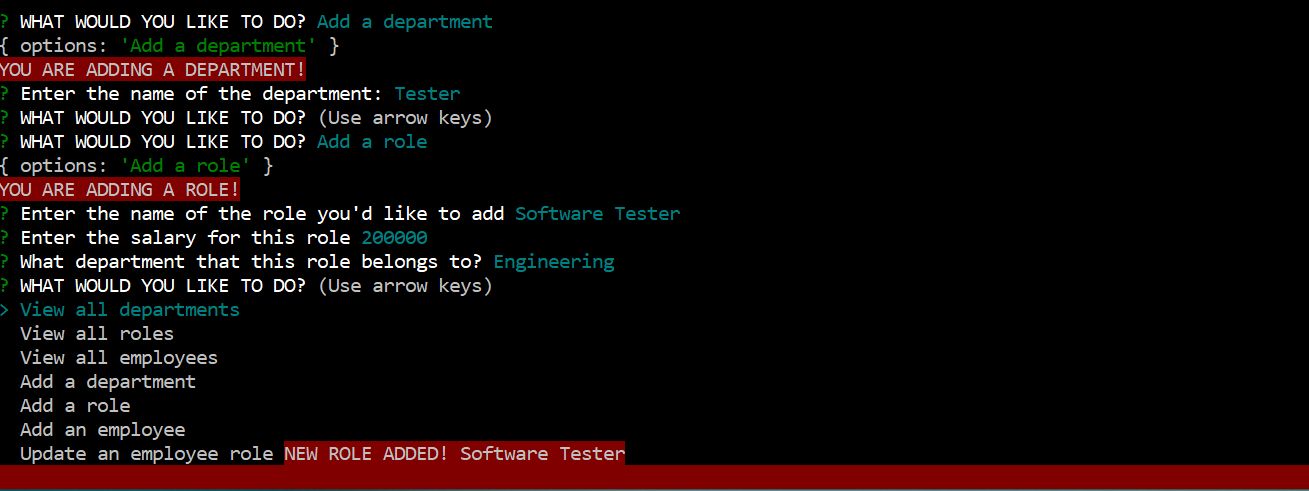 ? WHAT WOULD YOU LIKE TO DO? Add a department
{ options: 'Add a department' }
YOU ARE ADDING A DEPARTMENT!
? Enter the name of the department: Tester
? WHAT WOULD YOU LIKE TO DO? (Use arrow keys)
? WHAT WOULD YOU LIKE TO DO? Add a role
{ options: 'Add a role' }
YOU ARE ADDING A ROLE!
? Enter the name of the role you'd like to add Software Tester
? Enter the salary for this role 200000
? What department that this role belongs to? Engineering
? WHAT WOULD YOU LIKE TO DO? (Use arrow keys)
> View all departments
View all roles
View all employees
Add a department
Add a role
Add an employee
Update an employee role NEW ROLE ADDED! Software Tester